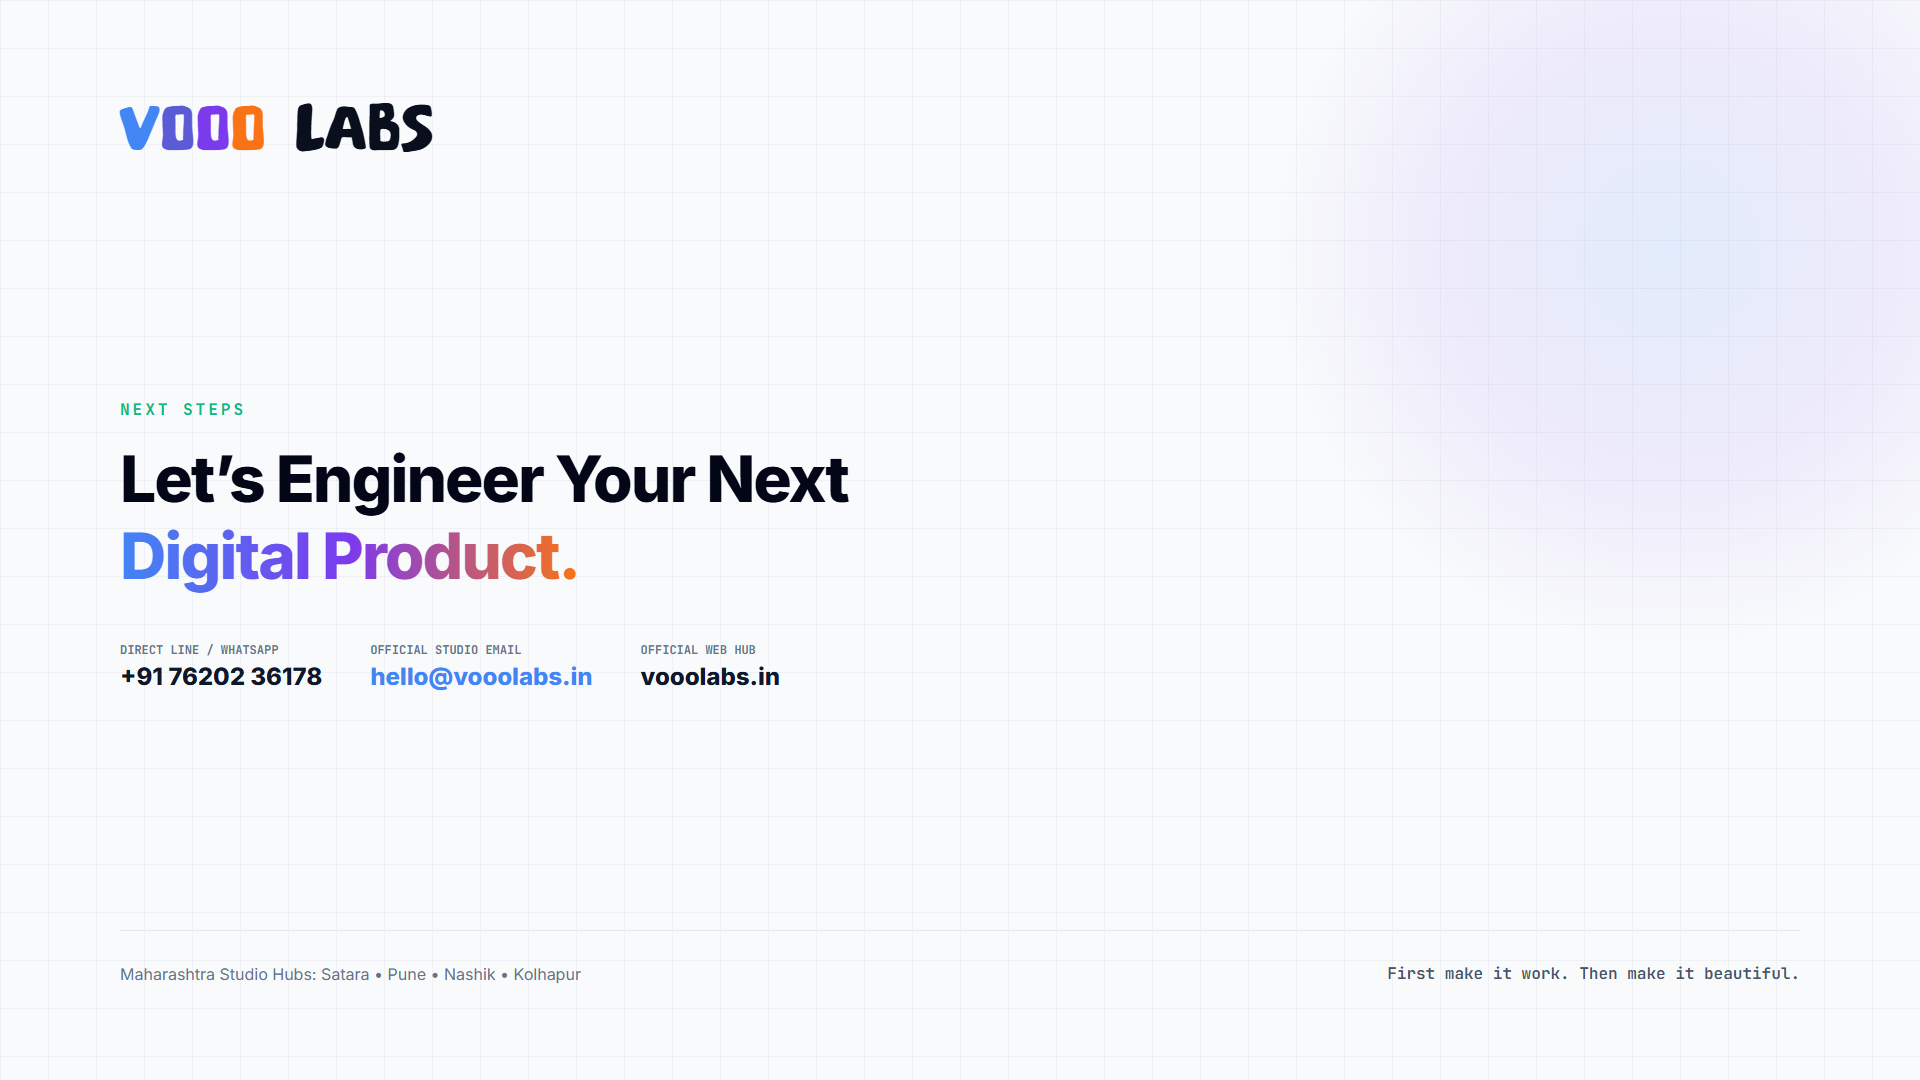 VOOO LABS
NEXT STEPS
Let’s Engineer Your Next
Digital Product.
DIRECT LINE / WHATSAPP
+91 76202 36178
OFFICIAL STUDIO EMAIL
hello@vooolabs.in
OFFICIAL WEB HUB
vooolabs.in
Maharashtra Studio Hubs: Satara • Pune • Nashik • Kolhapur
First make it work. Then make it beautiful.